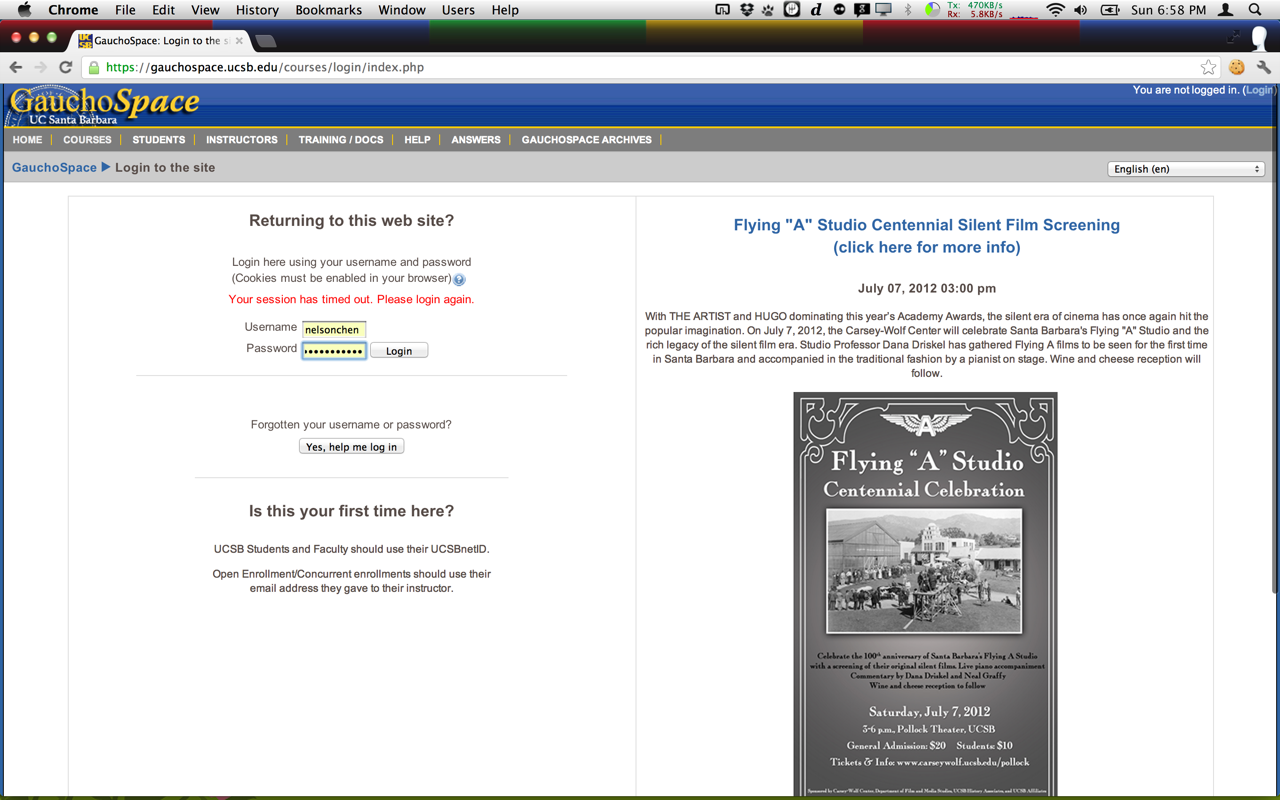 Chrome File Edit View History Bookmarks Window Users Help
Tx: 470KB/s
Rx: 5.8KB/s
Sun 6:58 PM
GauchoSpace: Login to the s
https://gauchospace.ucsb.edu/courses/login/index.php
GauchoSpace
UC Santa Barbara
You are not logged in. (Login
HOME COURSES STUDENTS INSTRUCTORS TRAINING / DOCS HELP ANSWERS GAUCHOSPACE ARCHIVES
GauchoSpace ► Login to the site
English (en)
Returning to this web site?
Login here using your username and password
(Cookies must be enabled in your browser)
Your session has timed out. Please login again.
Username nelsonchen
Password ••••••••••• Login
Forgotten your username or password?
Yes, help me log in
Is this your first time here?
UCSB Students and Faculty should use their UCSBnetID.
Open Enrollment/Concurrent enrollments should use their
email address they gave to their instructor.
Flying "A" Studio Centennial Silent Film Screening
(click here for more info)
July 07, 2012 03:00 pm
With THE ARTIST and HUGO dominating this year's Academy Awards, the silent era of cinema has once again hit the
popular imagination. On July 7, 2012, the Carsey-Wolf Center will celebrate Santa Barbara's Flying "A" Studio and the
rich legacy of the silent film era. Studio Professor Dana Driskel has gathered Flying A films to be seen for the first time
in Santa Barbara and accompanied in the traditional fashion by a pianist on stage. Wine and cheese reception will
follow.
A
Flying “A” Studio
Centennial Celebration
Celebrate the 100th anniversary of Santa Barbara's Flying A Studio
with a screening of their original silent films. Live piano accompaniment
Commentary by Dana Driskel and Neal Graffy
Wine and cheese reception to follow
Saturday, July 7, 2012
3-6 p.m., Pollock Theater, UCSB
General Admission: $20 Students: $10
Tickets & Info: www.carseywolf.ucsb.edu/pollock
Sponsored by Carsey-Wolf Center, Department of Film and Media Studies, UCSB History Associates, and UCSB Affiliates